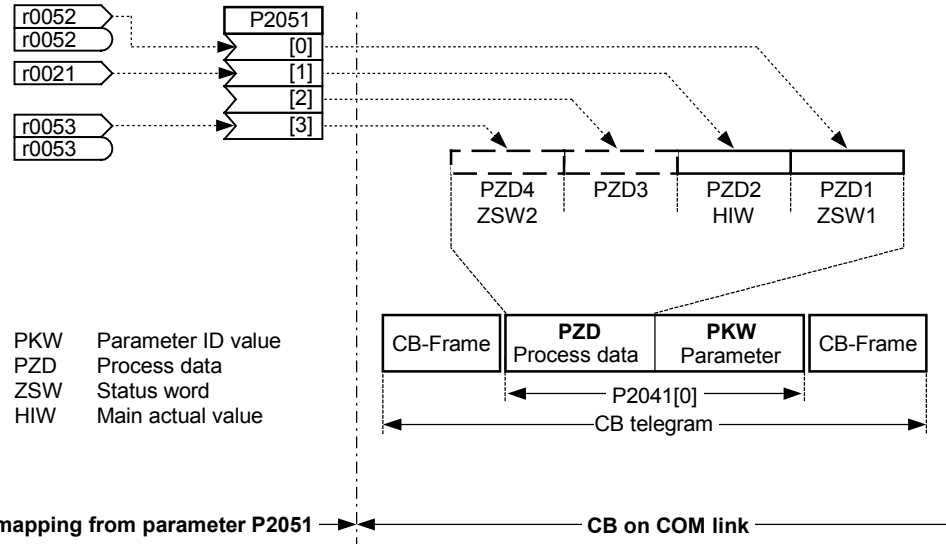 r0052
r0052
P2051
[0]
r0021
[1]
[2]
r0053
[3]
r0053
PZD4
PZD3
PZD2
PZD1
ZSW2
HIW
ZSW1
PKW Parameter ID value
PZD Process data
ZSW Status word
HIW Main actual value
CB-Frame
PZD
Process data
PKW
Parameter
CB-Frame
P2041[0]
CB telegram
mapping from parameter P2051
CB on COM link